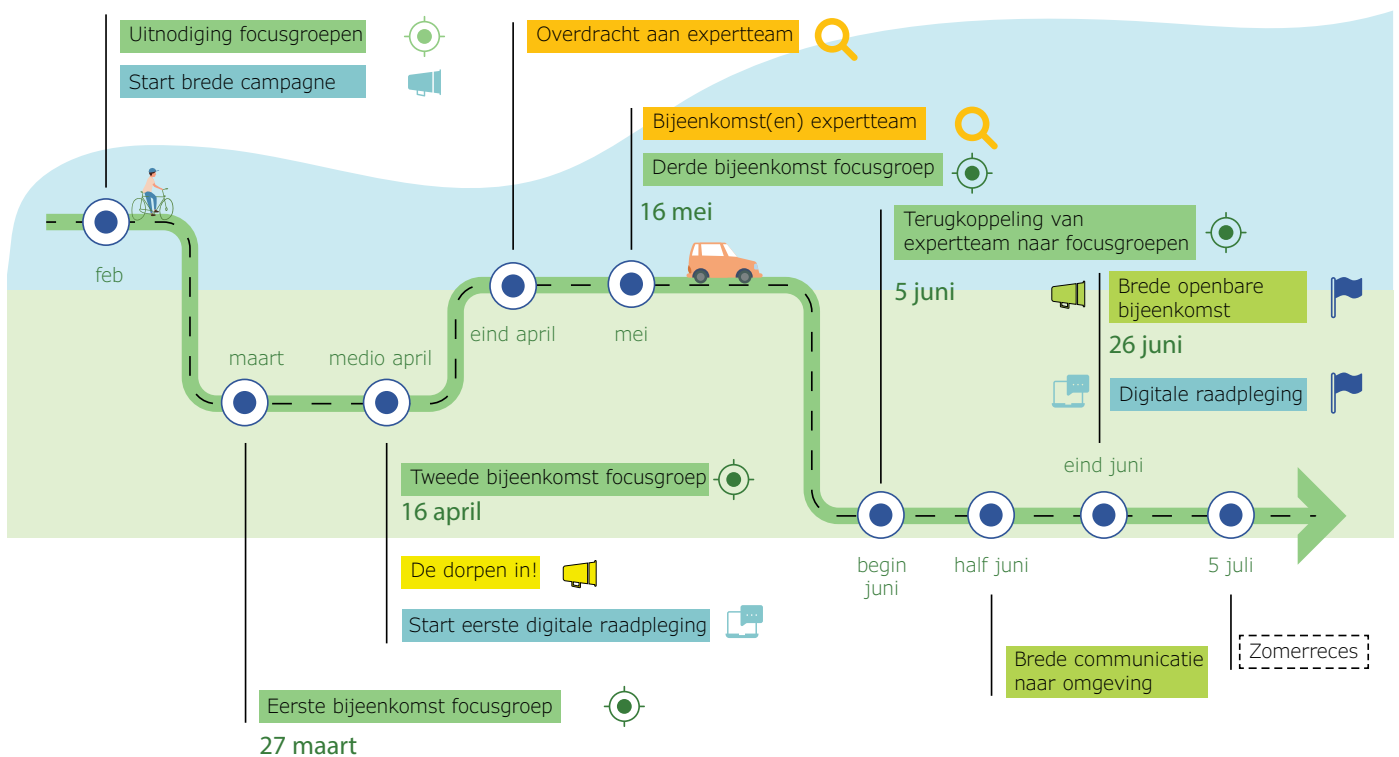 Uitnodiging focusgroepen
Start brede campagne
feb
maart
Eerste bijeenkomst focusgroep
27 maart
medio april
Tweede bijeenkomst focusgroep
16 april
De dorpen in!
Start eerste digitale raadpleging
Overdracht aan expertteam
eind april
Bijeenkomst(en) expertteam
Derde bijeenkomst focusgroep
16 mei
mei
Terugkoppeling van
expertteam naar focusgroepen
5 juni
begin
juni
half juni
Brede communicatie
naar omgeving
Brede openbare
bijeenkomst
26 juni
Digitale raadpleging
eind juni
5 juli
Zomerreces